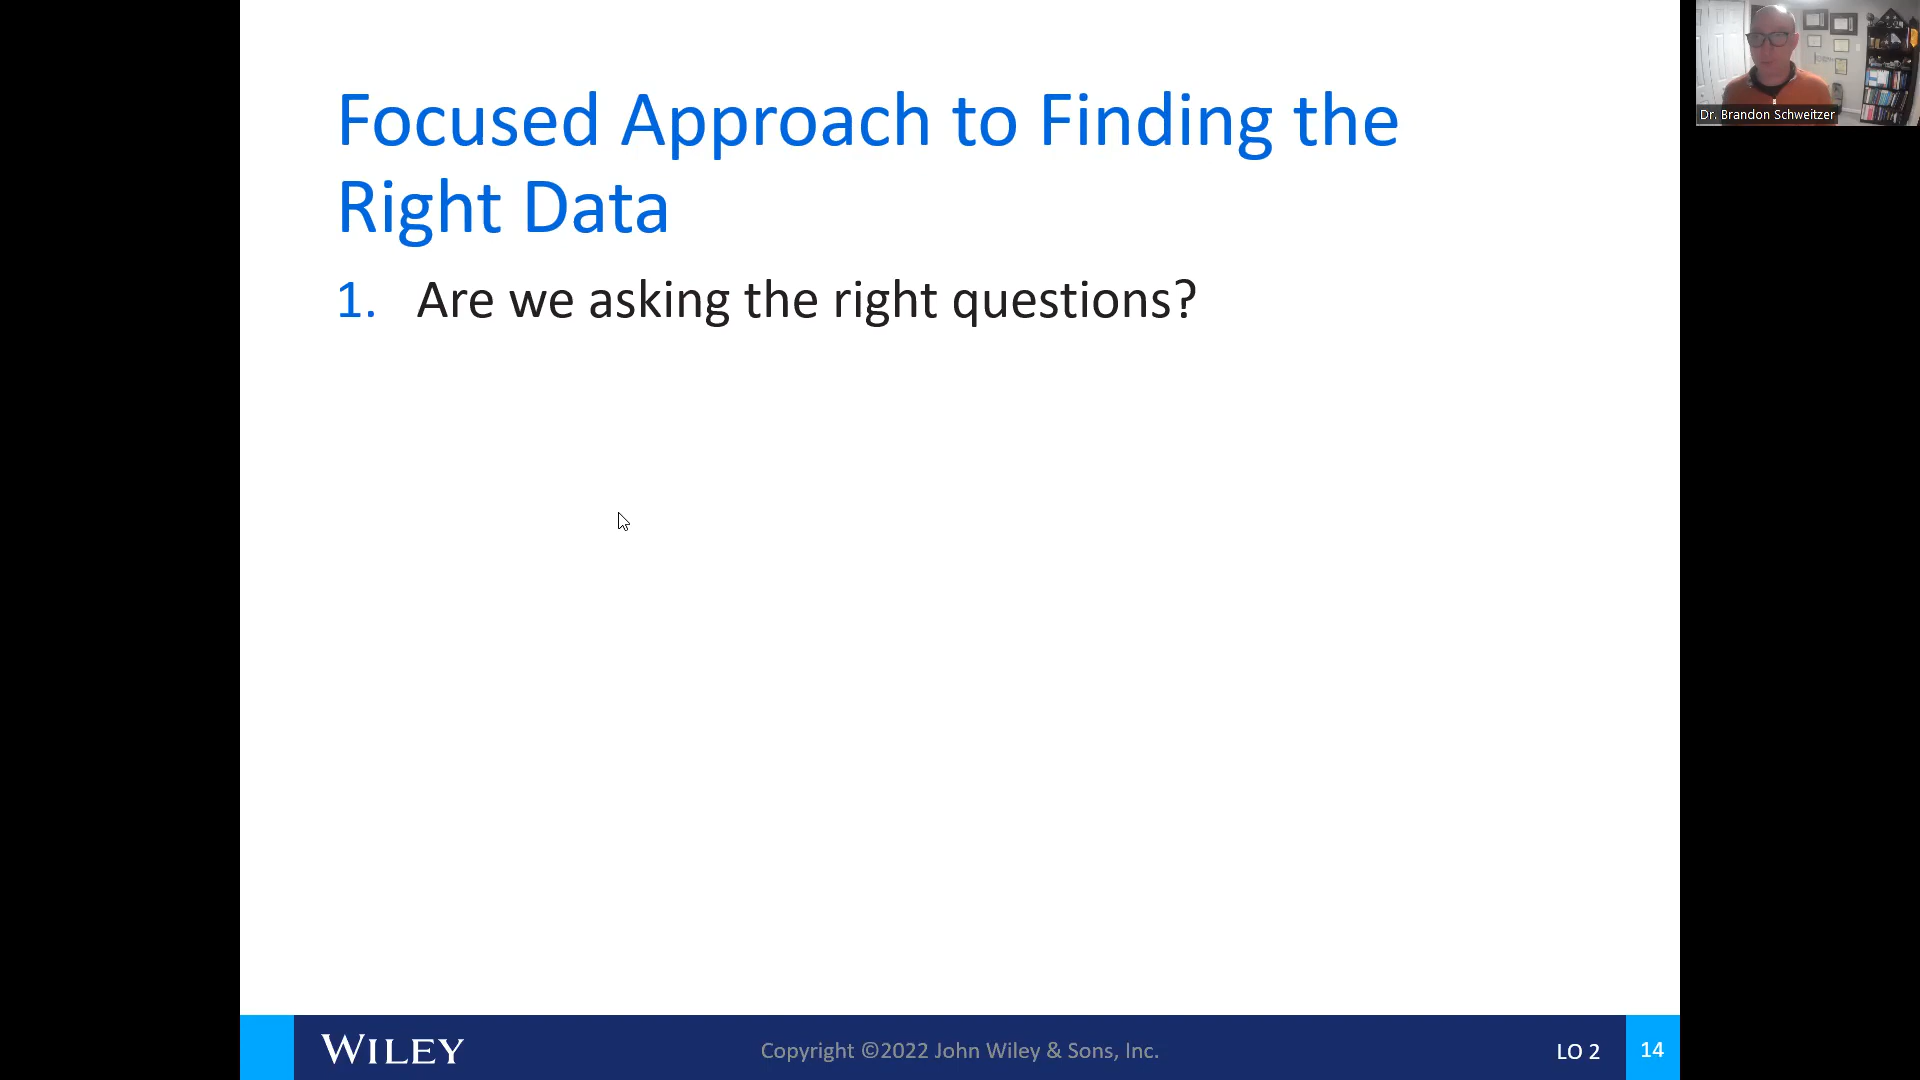 Focused Approach to Finding the
Right Data
1. Are we asking the right questions?
Dr. Brandon Schweitzer
WILEY
Copyright ©2022 John Wiley & Sons, Inc.
LO 2
14